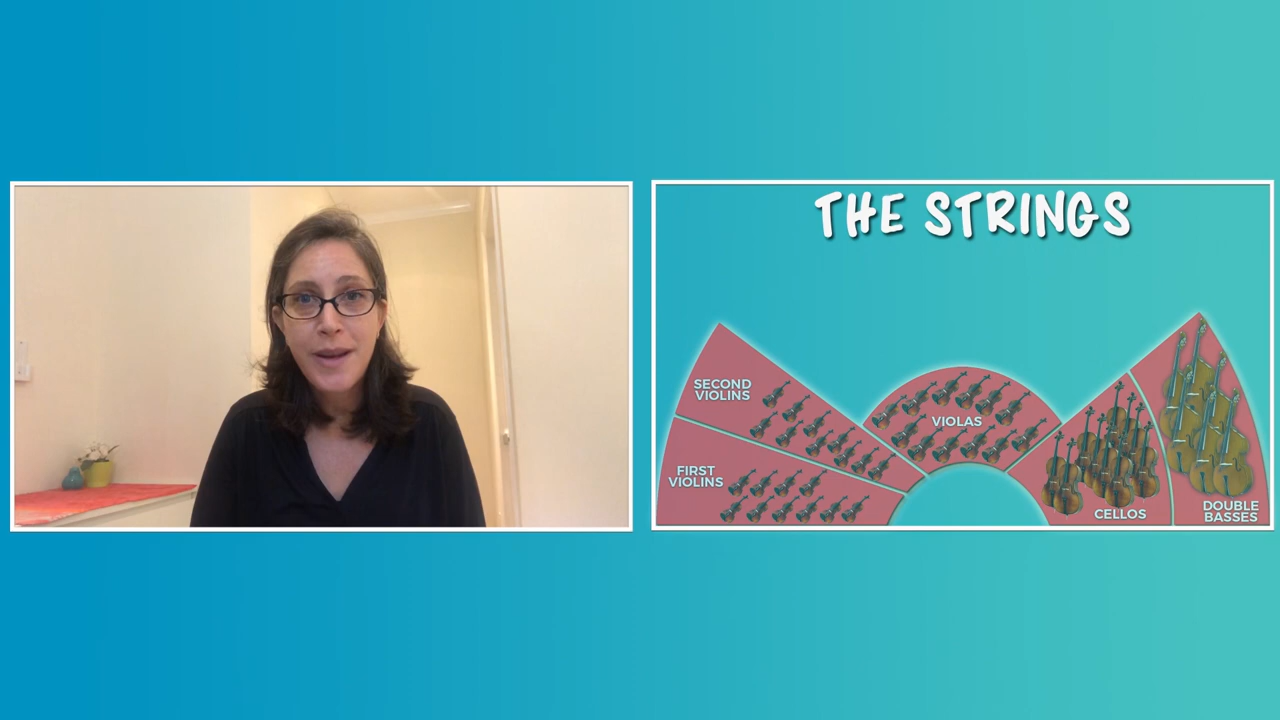 THE STRINGS
SECOND
VIOLINS
FIRST
VIOLINS
VIOLAS
CELLOS
DOUBLE
BASSES